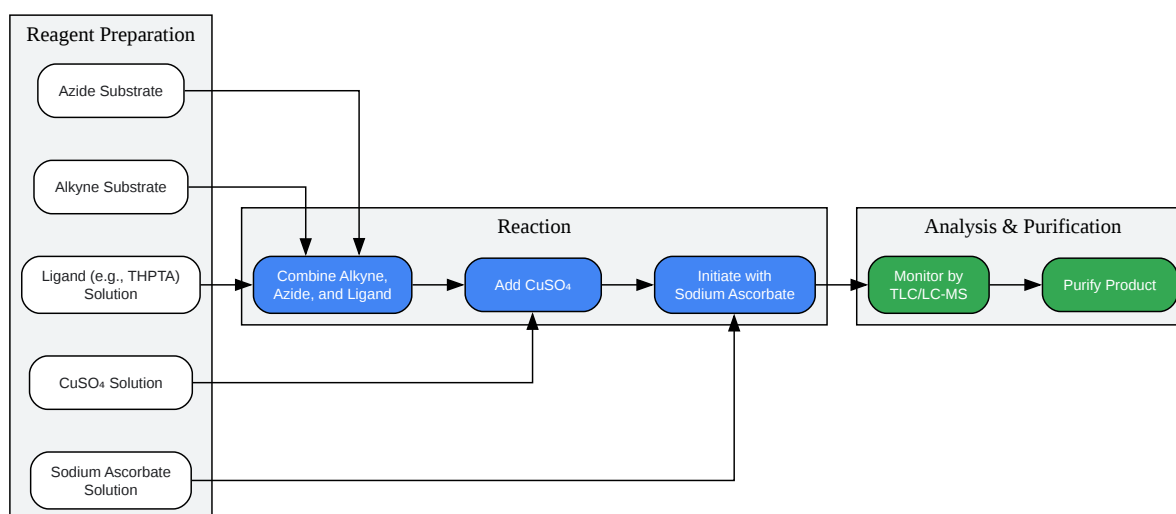 Reagent Preparation
Azide Substrate
Alkyne Substrate
Ligand (e.g., THPTA)
Solution
CuSO₄ Solution
Sodium Ascorbate
Solution
Reaction
Combine Alkyne,
Azide, and Ligand
Add CuSO₄
Initiate with
Sodium Ascorbate
Analysis & Purification
Monitor by
TLC/LC-MS
Purify Product